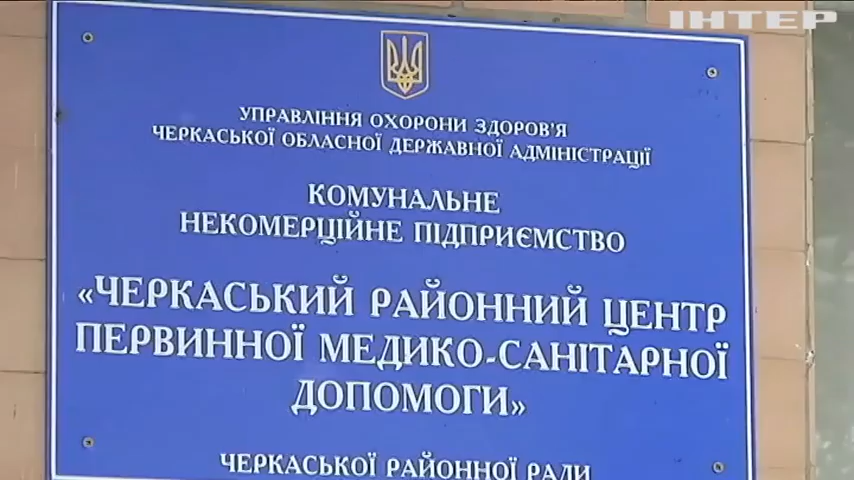 ІНТЕР
УПРАВЛІННЯ ОХОРОНИ ЗДОРОВ'Я
ЧЕРКАСЬКОЇ ОБЛАСНОЇ ДЕРЖАВНОЇ АДМІНІСТРАЦІЇ
КОМУНАЛЬНЕ
НЕКОМЕРЦІЙНЕ ПІДПРИЄМСТВО
«ЧЕРКАСЬКИЙ РАЙОННИЙ ЦЕНТР
ПЕРВИННОЇ МЕДИКО-САНІТАРНОЇ
ДОПОМОГИ»
ЧЕРКАСЬКОЇ РАЙОННОЇ РАДИ